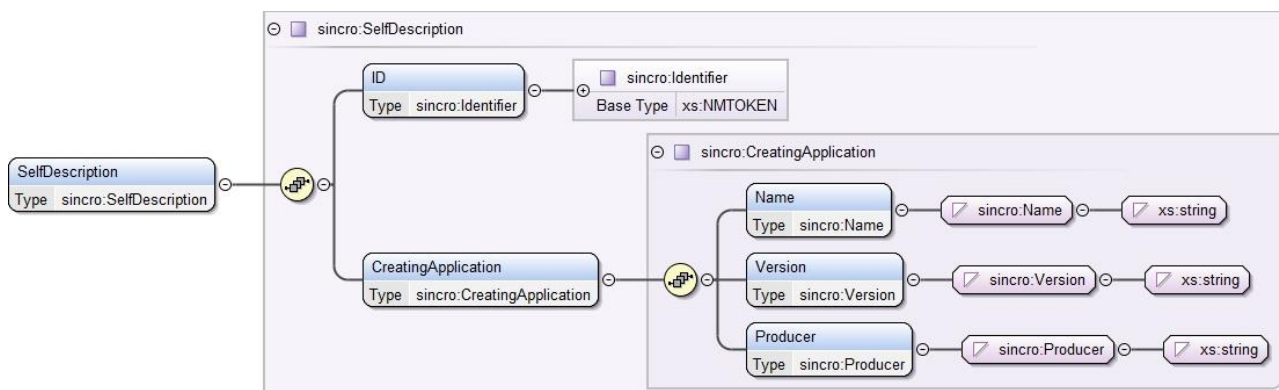 sincro:SelfDescription
ID
Type sincro:Identifier
sincro:Identifier
Base Type xs:NMTOKEN
sincro:CreatingApplication
SelfDescription
Type sincro:SelfDescription
Name
Type sincro:Name
sincro:Name
xs:string
CreatingApplication
Type sincro:CreatingApplication
Version
Type sincro:Version
sincro:Version
xs:string
Producer
Type sincro:Producer
sincro:Producer
xs:string